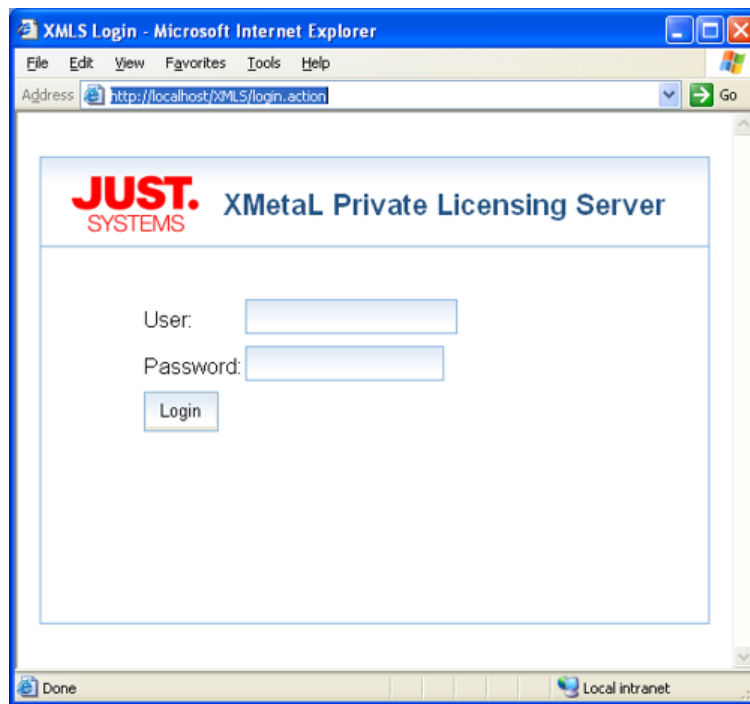 XMLS Login - Microsoft Internet Explorer
File Edit View Favorites Tools Help
Address http://localhost/XMLS/login.action Go
JUST.
SYSTEMS
XMetaL Private Licensing Server
User:
Password:
Login
Done Local intranet